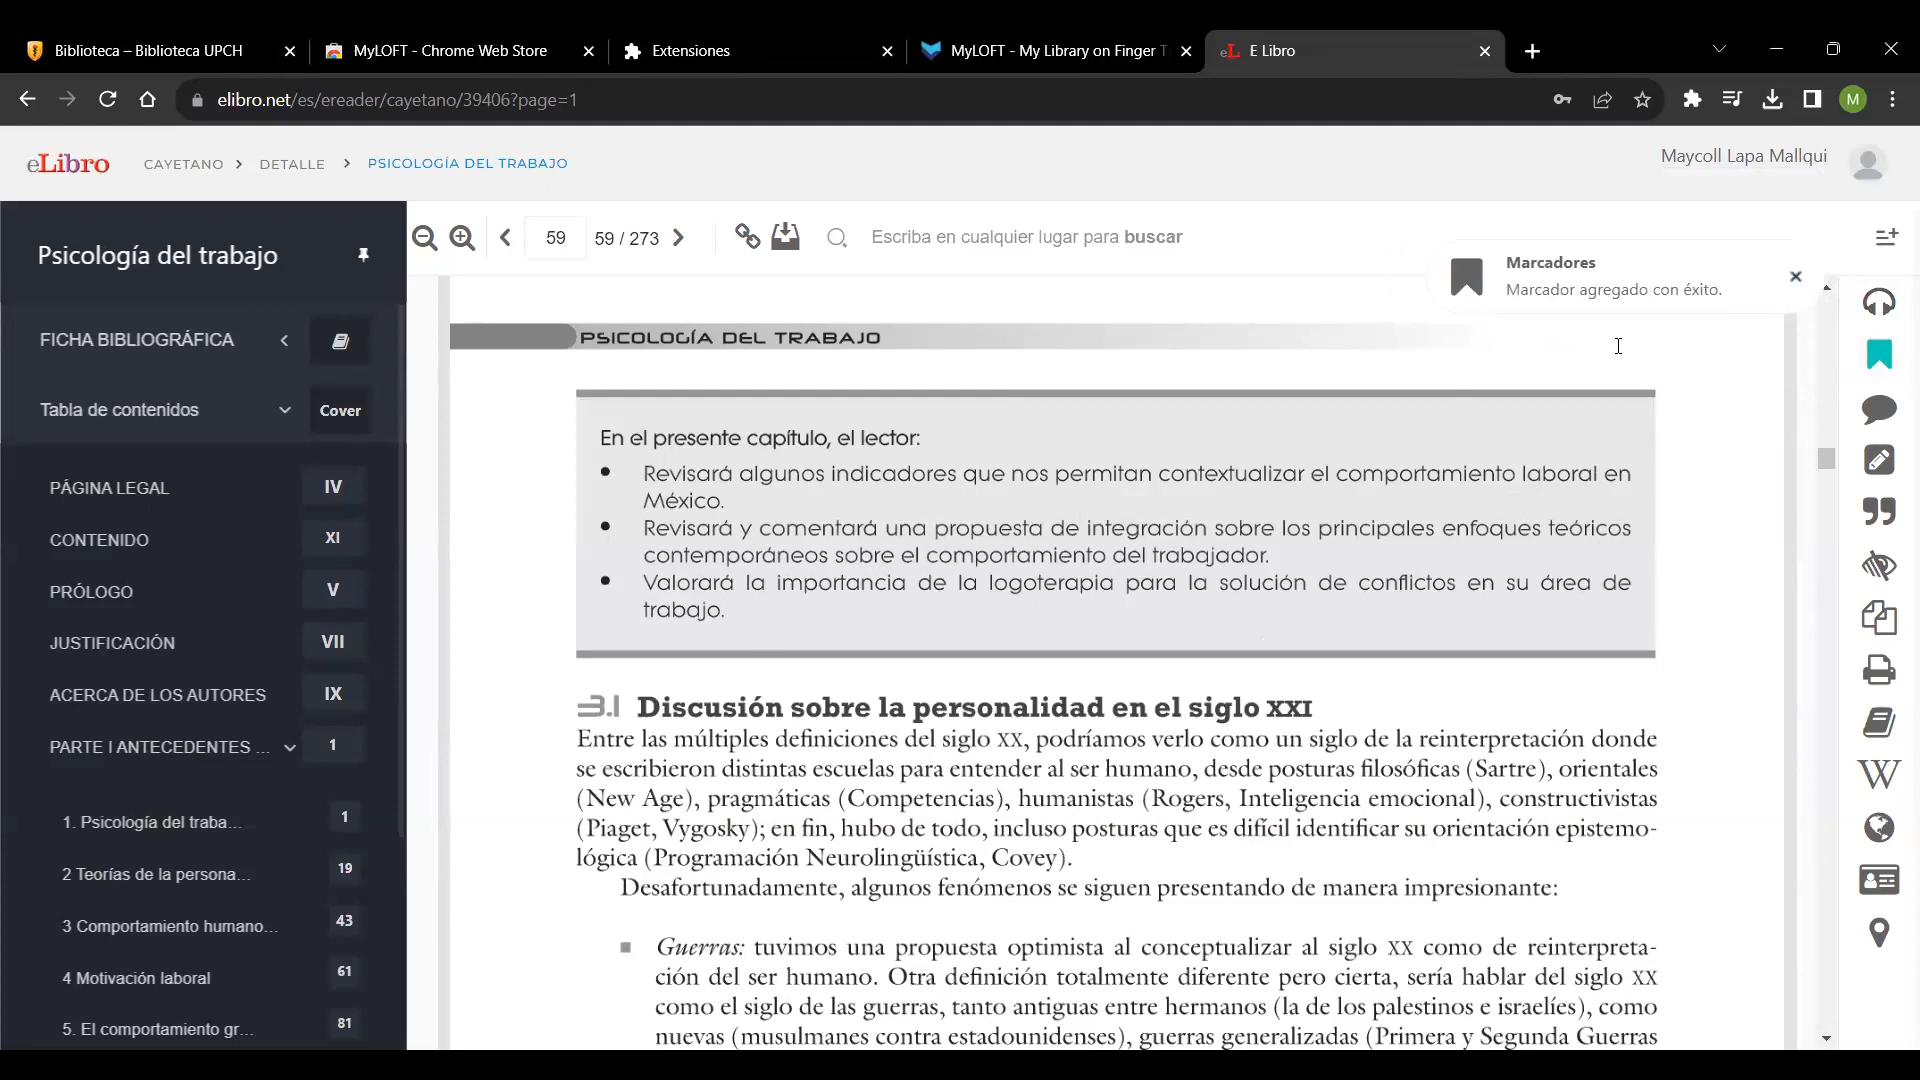 Biblioteca – Biblioteca UPCH
MyLOFT - Chrome Web Store
Extensiones
MyLOFT - My Library on Finger T
E Libro
elibro.net/es/ereader/cayetano/39406?page=1
M
eLibro
CAYETANO > DETALLE > PSICOLOGÍA DEL TRABAJO
Maycoll Lapa Mallqui
Psicología del trabajo
59
59 / 273
Escriba en cualquier lugar para buscar
Marcadores
Marcador agregado con éxito.
FICHA BIBLIOGRÁFICA
Tabla de contenidos
Cover
PÁGINA LEGAL IV
CONTENIDO XI
PRÓLOGO V
JUSTIFICACIÓN VII
ACERCA DE LOS AUTORES IX
PARTE I ANTECEDENTES ... 1
1. Psicología del traba... 1
2 Teorías de la persona... 19
3 Comportamiento humano... 43
4 Motivación laboral 61
5. El comportamiento gr... 81
PSICOLOGÍA DEL TRABAJO
En el presente capítulo, el lector:
• Revisará algunos indicadores que nos permitan contextualizar el comportamiento laboral en
México.
• Revisará y comentará una propuesta de integración sobre los principales enfoques teóricos
contemporáneos sobre el comportamiento del trabajador.
• Valorará la importancia de la logoterapia para la solución de conflictos en su área de
trabajo.
3.1 Discusión sobre la personalidad en el siglo XXI
Entre las múltiples definiciones del siglo XX, podríamos verlo como un siglo de la reinterpretación donde
se escribieron distintas escuelas para entender al ser humano, desde posturas filosóficas (Sartre), orientales
(New Age), pragmáticas (Competencias), humanistas (Rogers, Inteligencia emocional), constructivistas
(Piaget, Vygosky); en fin, hubo de todo, incluso posturas que es difícil identificar su orientación epistemo-
lógica (Programación Neurolingüística, Covey).
Desafortunadamente, algunos fenómenos se siguen presentando de manera impresionante:
■ Guerras: tuvimos una propuesta optimista al conceptualizar al siglo XX como de reinterpreta-
ción del ser humano. Otra definición totalmente diferente pero cierta, sería hablar del siglo XX
como el siglo de las guerras, tanto antiguas entre hermanos (la de los palestinos e israelíes), como
nuevas (musulmanes contra estadounidenses), guerras generalizadas (Primera y Segunda Guerras
W